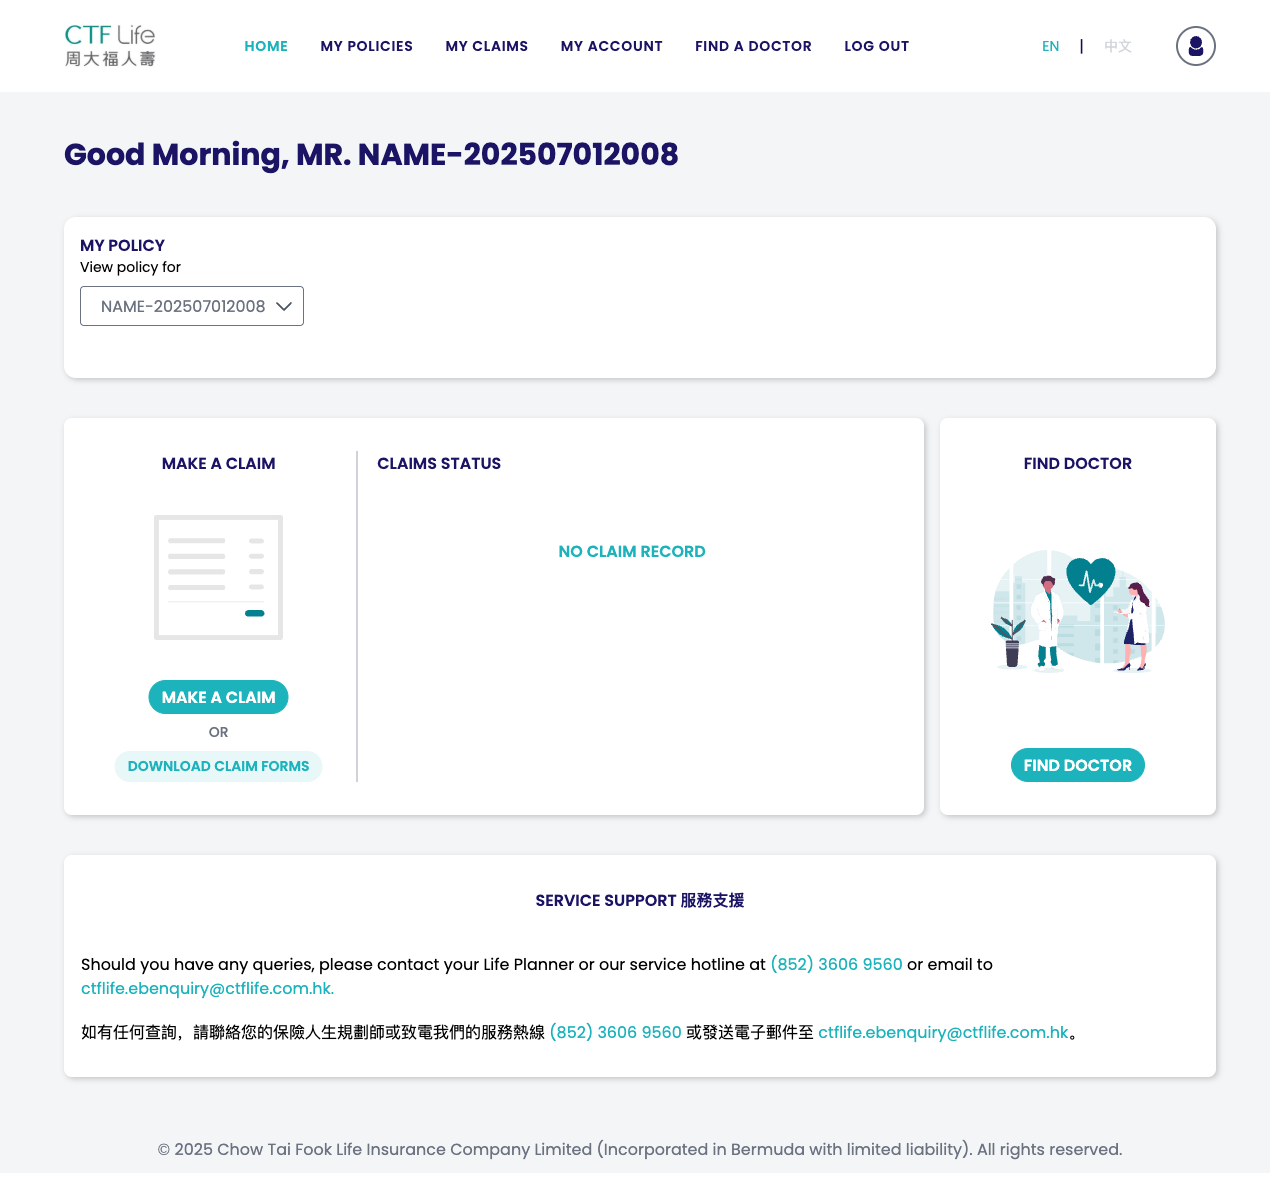 CTF Life
周大福人壽
HOME
MY POLICIES
MY CLAIMS
MY ACCOUNT
FIND A DOCTOR
LOG OUT
EN | 中文
Good Morning, MR. NAME-202507012008
MY POLICY
View policy for
NAME-202507012008
MAKE A CLAIM
MAKE A CLAIM
OR
DOWNLOAD CLAIM FORMS
CLAIMS STATUS
NO CLAIM RECORD
FIND DOCTOR
FIND DOCTOR
SERVICE SUPPORT 服務支援
Should you have any queries, please contact your Life Planner or our service hotline at (852) 3606 9560 or email to
ctflife.ebenquiry@ctflife.com.hk.
如有任何查詢，請聯絡您的保險人生規劃師或致電我們的服務熱線 (852) 3606 9560 或發送電子郵件至 ctflife.ebenquiry@ctflife.com.hk。
© 2025 Chow Tai Fook Life Insurance Company Limited (Incorporated in Bermuda with limited liability). All rights reserved.